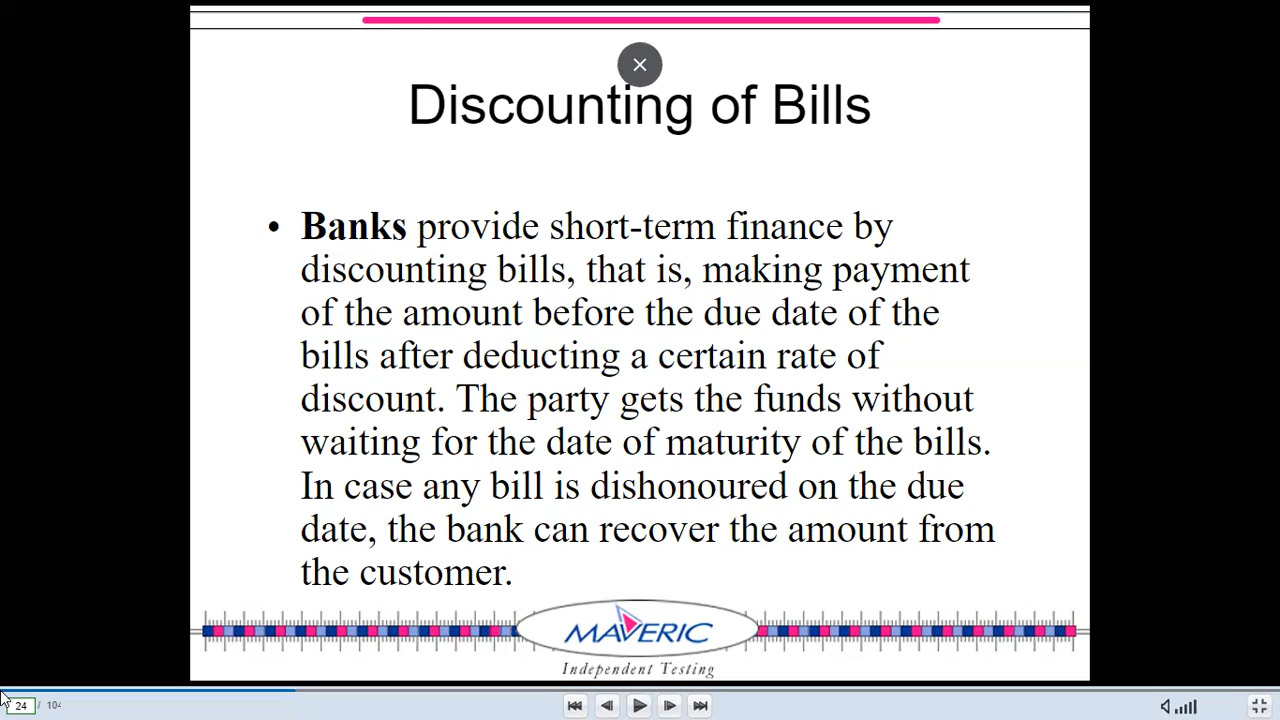 Discounting of Bills
• Banks provide short-term finance by
discounting bills, that is, making payment
of the amount before the due date of the
bills after deducting a certain rate of
discount. The party gets the funds without
waiting for the date of maturity of the bills.
In case any bill is dishonoured on the due
date, the bank can recover the amount from
the customer.
MAVERIC
Independent Testing
24 / 104